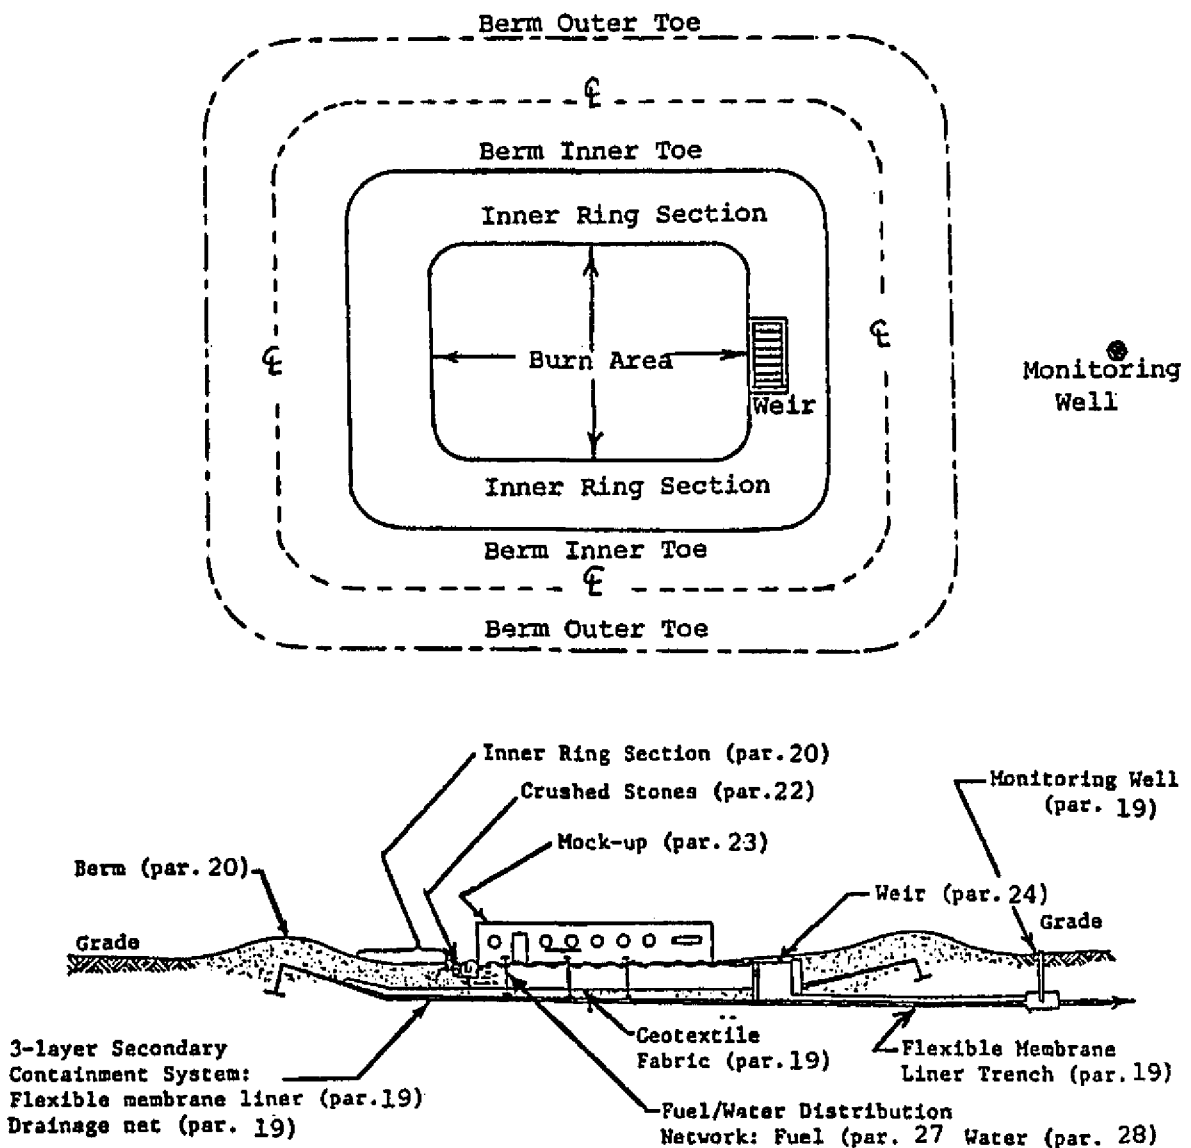 Berm Outer Toe
℄
Berm Inner Toe
Inner Ring Section
℄
℄
Burn Area
Monitoring
Well
Weir
Inner Ring Section
Berm Inner Toe
℄
Berm Outer Toe
Inner Ring Section (par.20)
Crushed Stones (par.22)
Mock-up (par.23)
Monitoring Well
(par. 19)
Berm (par.20)
Weir (par.24)
Grade
Grade
3-layer Secondary
Containment System:
Flexible membrane liner (par.19)
Drainage net (par. 19)
Geotextile
Fabric (par.19)
Flexible Membrane
Liner Trench (par.19)
Fuel/Water Distribution
Network: Fuel (par. 27 Water (par. 28)